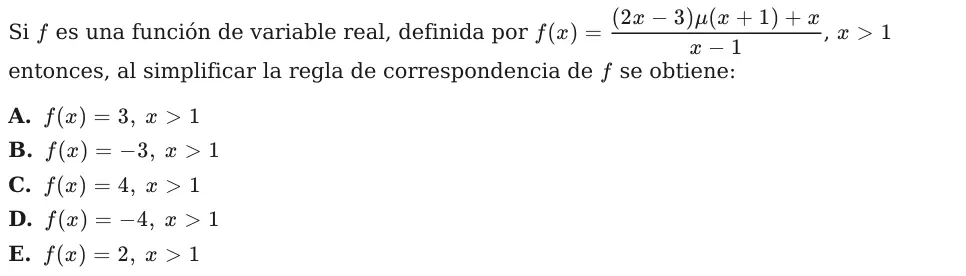 Si f es una función de variable real, definida por f(x) = \frac{(2x − 3)μ(x + 1) + x}{x − 1}, x > 1
entonces, al simplificar la regla de correspondencia de f se obtiene:
A. f(x) = 3, x > 1
B. f(x) = −3, x > 1
C. f(x) = 4, x > 1
D. f(x) = −4, x > 1
E. f(x) = 2, x > 1